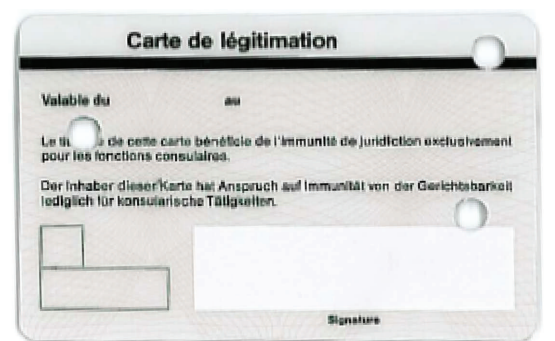 Carte de légitimation
Valable du au
Le de cette carte bénéficie de l'immunité de juridiction exclusivement
pour les fonctions consulaires.
Der Inhaber dieser Karte hat Anspruch auf Immunität von der Gerichtsbarkeit
lediglich für konsularische Tätigkeiten.
Signature